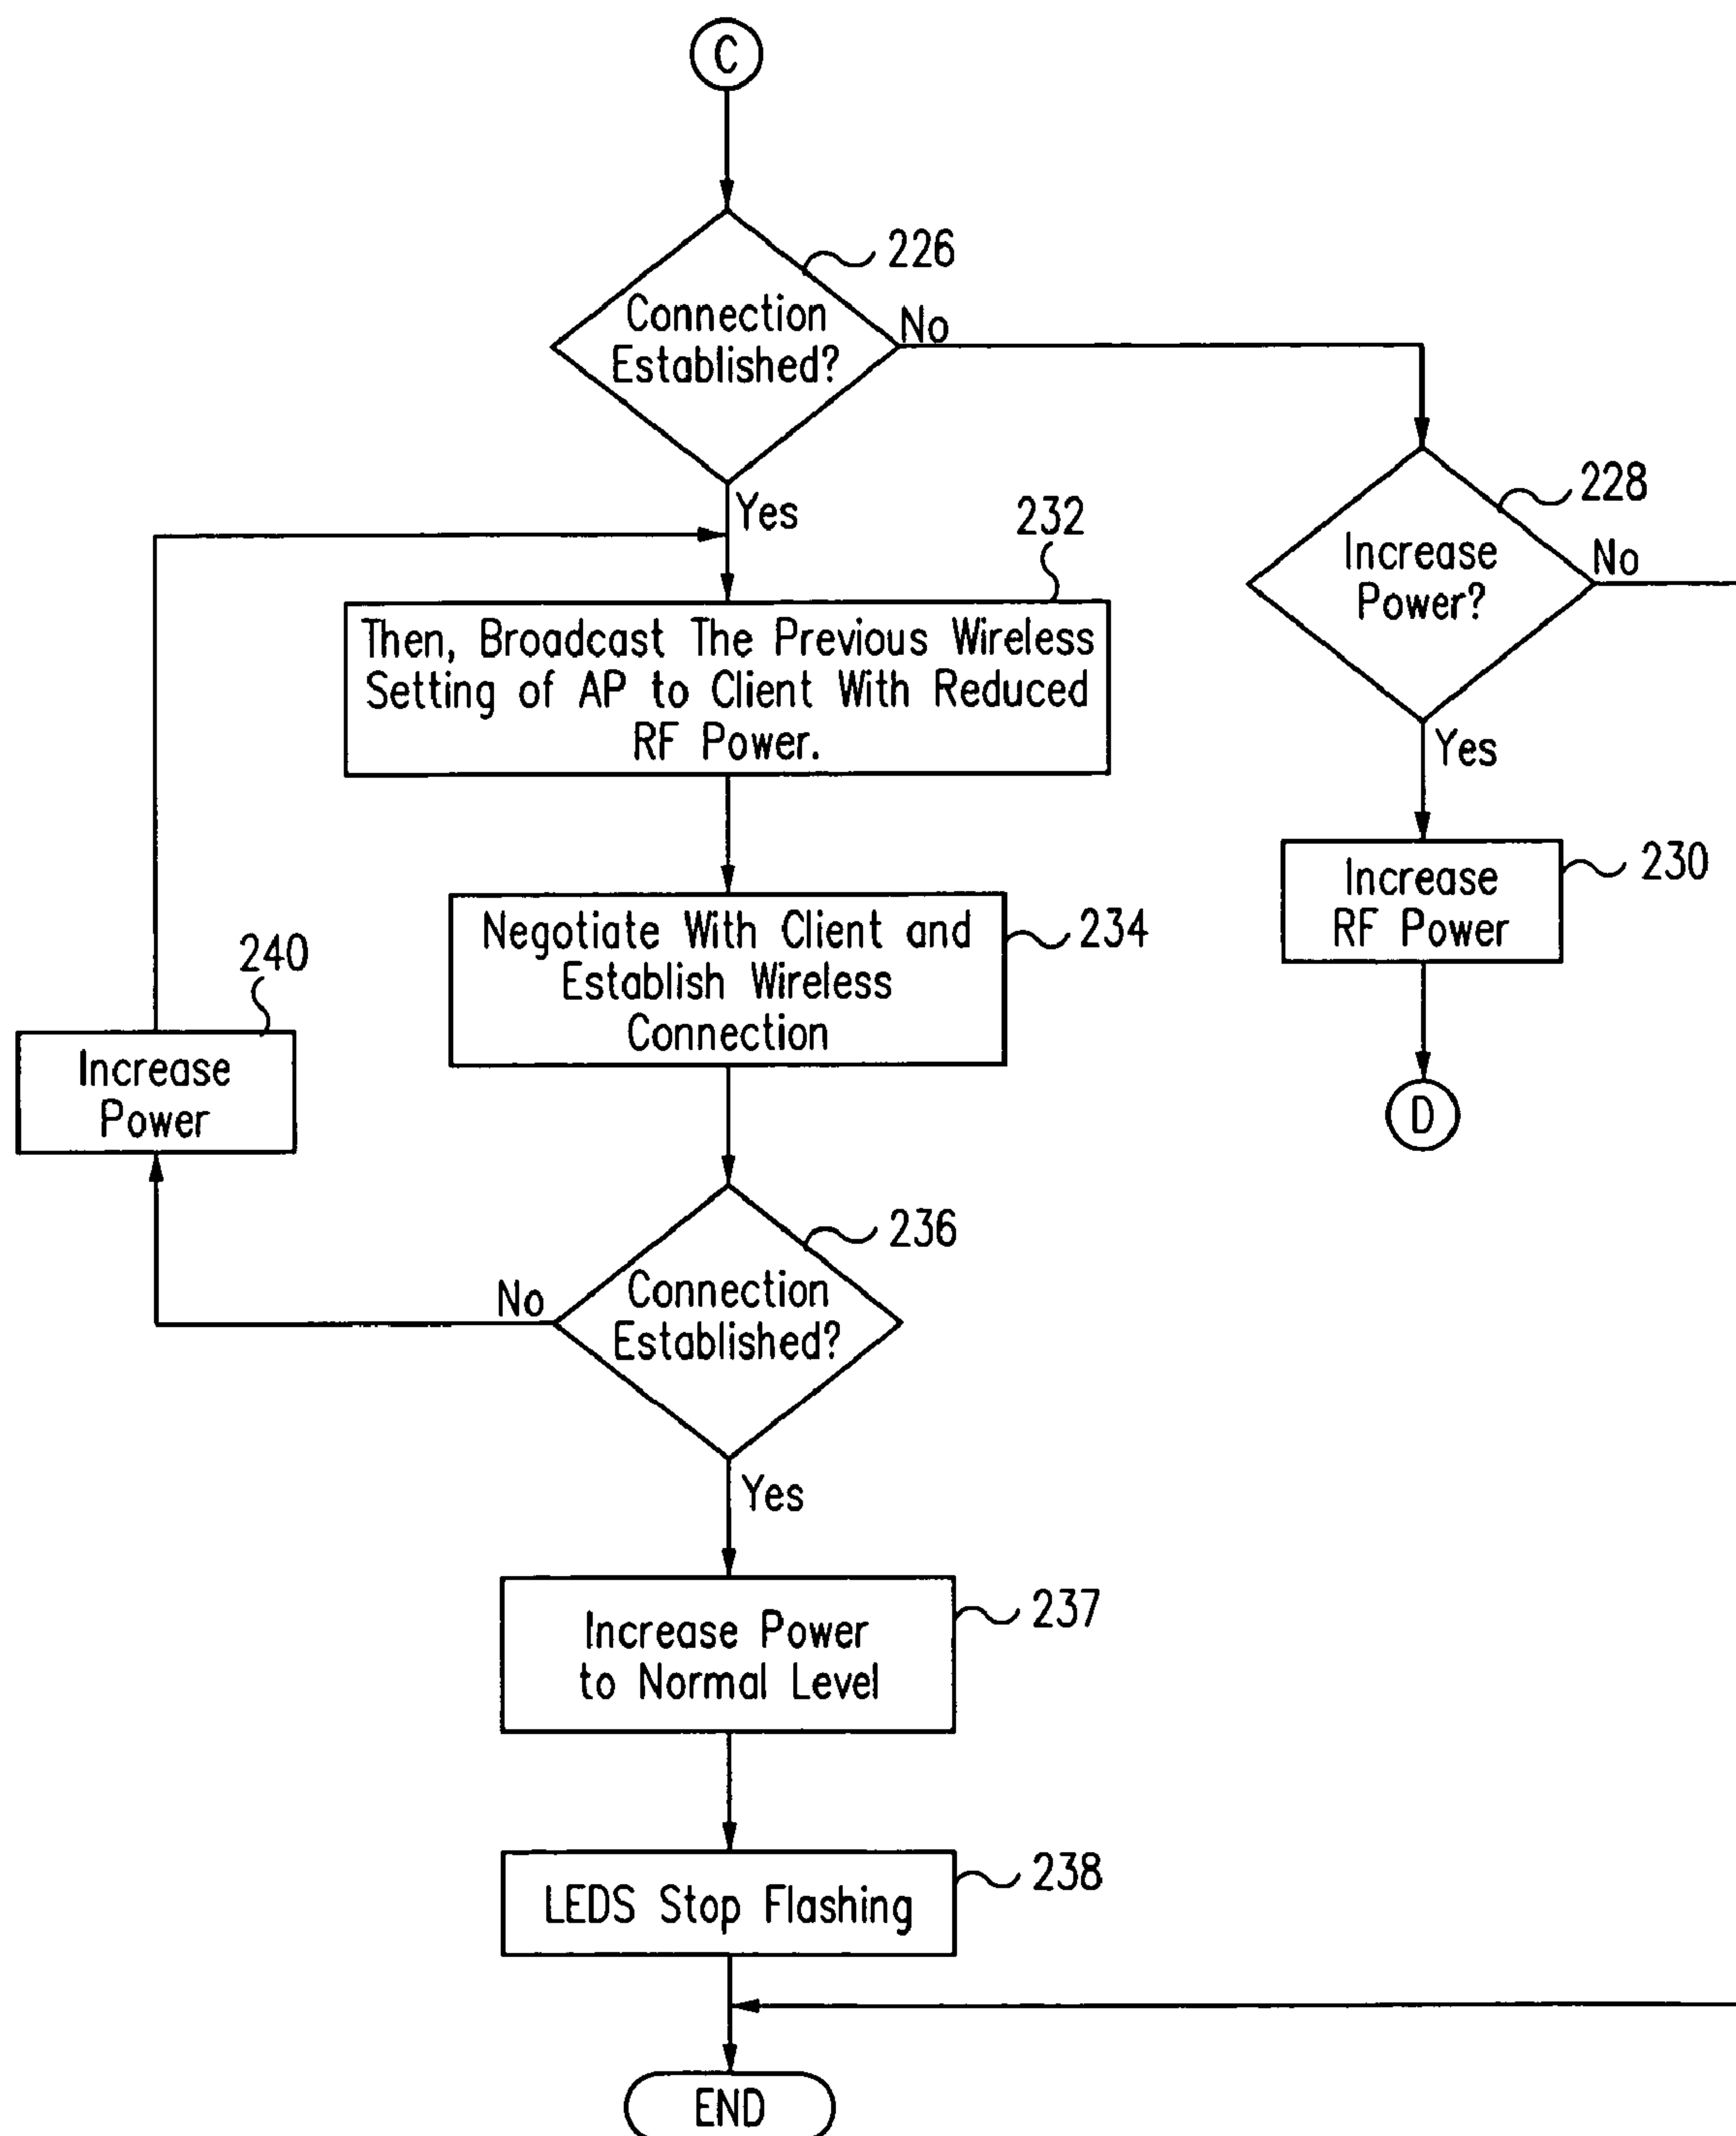 C
226
Connection
Established?
No
Yes
228
Increase
Power?
No
Yes
232
Then, Broadcast The Previous Wireless
Setting of AP to Client With Reduced
RF Power.
230
Increase
RF Power
D
234
Negotiate With Client and
Establish Wireless
Connection
240
Increase
Power
236
Connection
Established?
No
Yes
237
Increase Power
to Normal Level
238
LEDS Stop Flashing
END